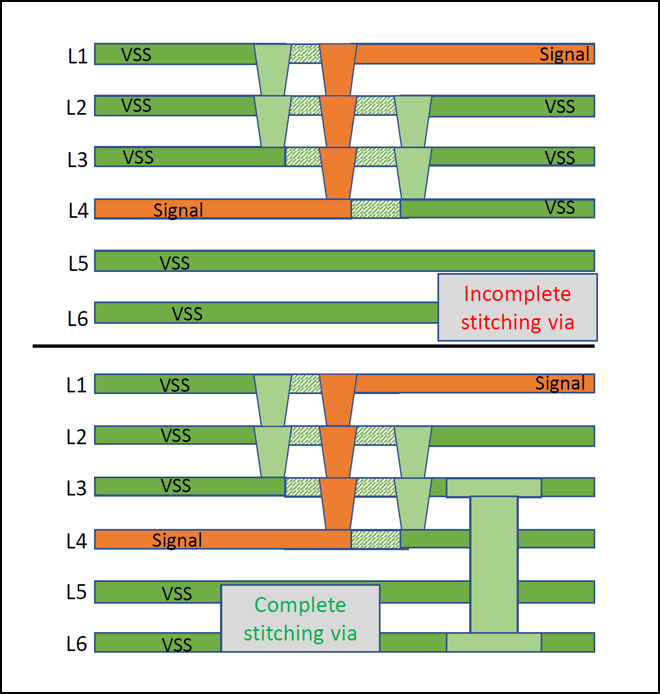 L1 VSS Signal
L2 VSS VSS
L3 VSS VSS
L4 Signal VSS
L5 VSS
L6 VSS
Incomplete
stitching via
L1 VSS Signal
L2 VSS
L3 VSS
L4 Signal
L5 VSS
L6 VSS
Complete
stitching via